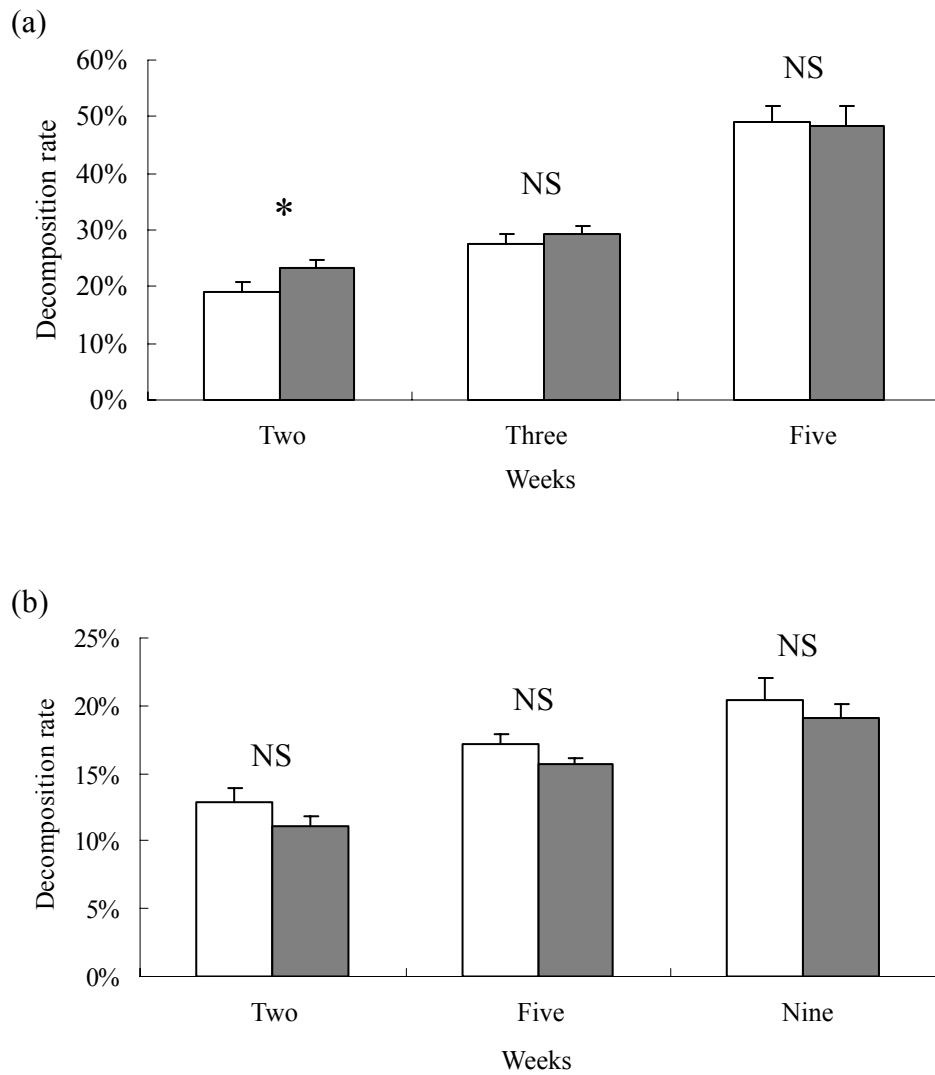 (a)
60%
NS
50%
40%
NS
30%
*
20%
10%
0%
Decomposition rate
Two Three Five
Weeks
(b)
25%
NS
20%
NS
15%
NS
10%
5%
0%
Decomposition rate
Two Five Nine
Weeks